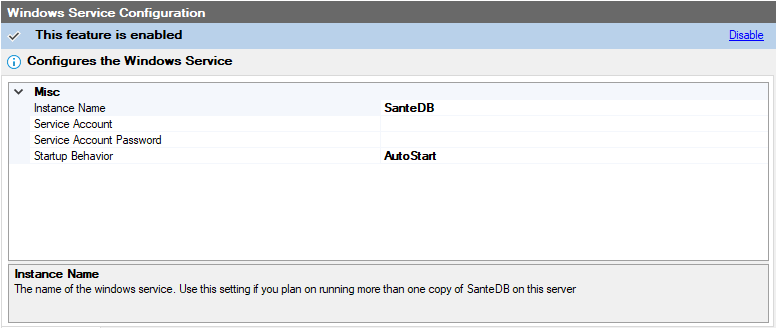 Windows Service Configuration
This feature is enabled
Disable
Configures the Windows Service
Misc
Instance Name SanteDB
Service Account
Service Account Password
Startup Behavior AutoStart
Instance Name
The name of the windows service. Use this setting if you plan on running more than one copy of SanteDB on this server